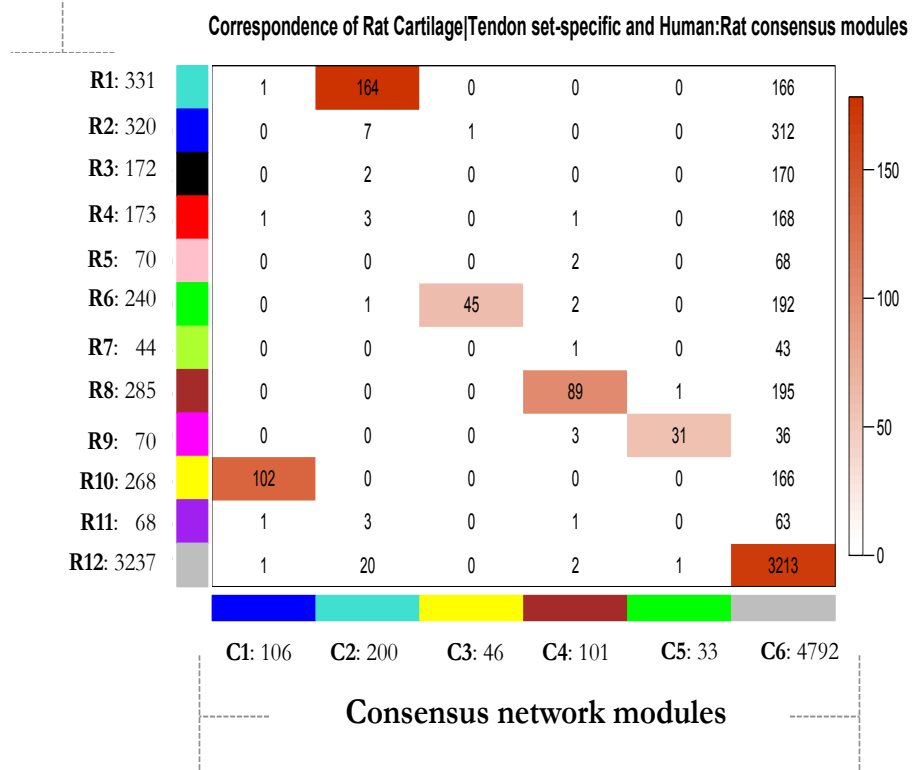 Correspondence of Rat Cartilage|Tendon set-specific and Human:Rat consensus modules
R1: 331 1 164 0 0 0 166
R2: 320 0 7 1 0 0 312
R3: 172 0 2 0 0 0 170
R4: 173 1 3 0 1 0 168
R5: 70 0 0 0 2 0 68
R6: 240 0 1 45 2 0 192
R7: 44 0 0 0 1 0 43
R8: 285 0 0 0 89 1 195
R9: 70 0 0 0 3 31 36
R10: 268 102 0 0 0 0 166
R11: 68 1 3 0 1 0 63
R12: 3237 1 20 0 2 1 3213
150
100
50
0
C1: 106 C2: 200 C3: 46 C4: 101 C5: 33 C6: 4792
Consensus network modules